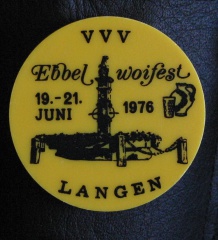 VVV
Ebbelwoifest
19.-21. JUNI 1976
LANGEN